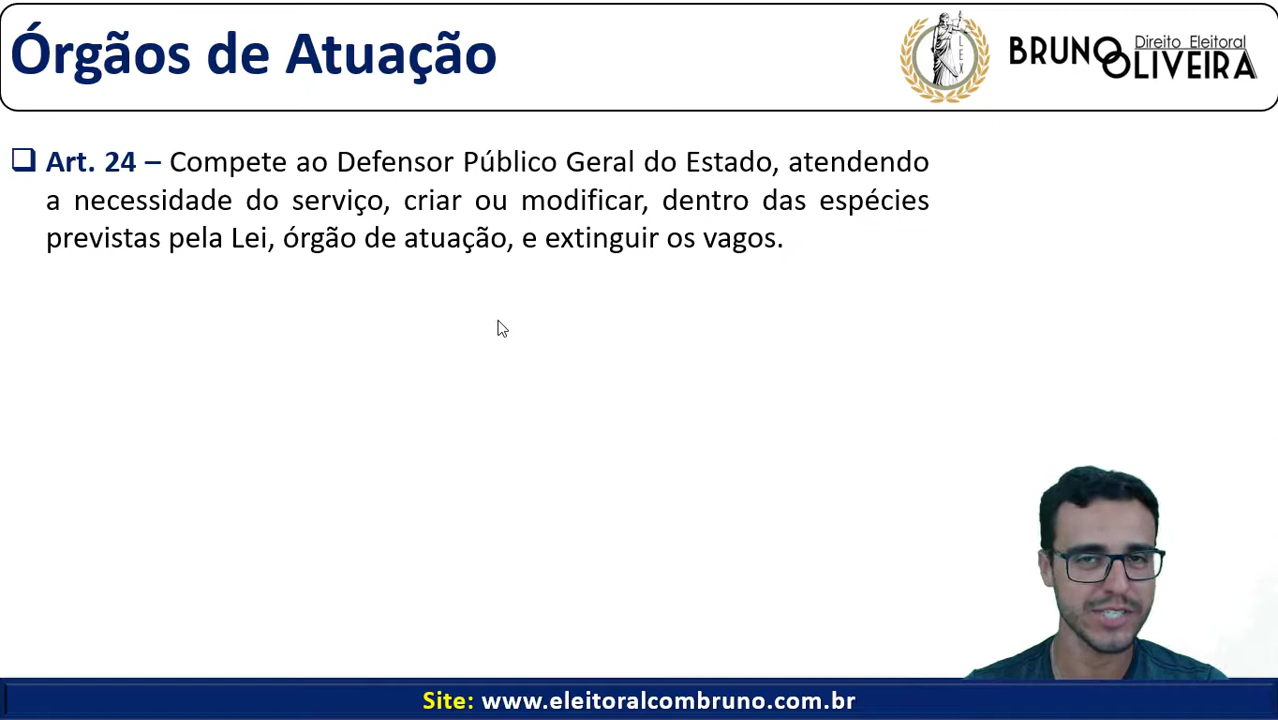 Órgãos de Atuação
LEX
BRUNO Direito Eleitoral
OLIVEIRA
Art. 24 – Compete ao Defensor Público Geral do Estado, atendendo
a necessidade do serviço, criar ou modificar, dentro das espécies
previstas pela Lei, órgão de atuação, e extinguir os vagos.
Site: www.eleitoralcombruno.com.br